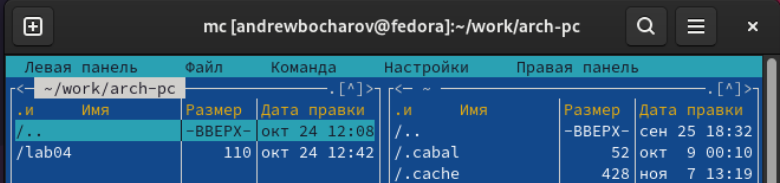 mc [andrewbocharov@fedora]:~/work/arch-pc
Левая панель Файл Команда Настройки Правая панель
<— ~/work/arch-pc —.[^]> <— ~ —.[^]>
.и Имя Размер Дата правки .и Имя Размер Дата правки
/.. -ВВЕРХ- окт 24 12:08 /.. -ВВЕРХ- сен 25 18:32
/lab04 110 окт 24 12:42 /.cabal 52 окт 9 00:10
/.cache 428 ноя 7 13:19